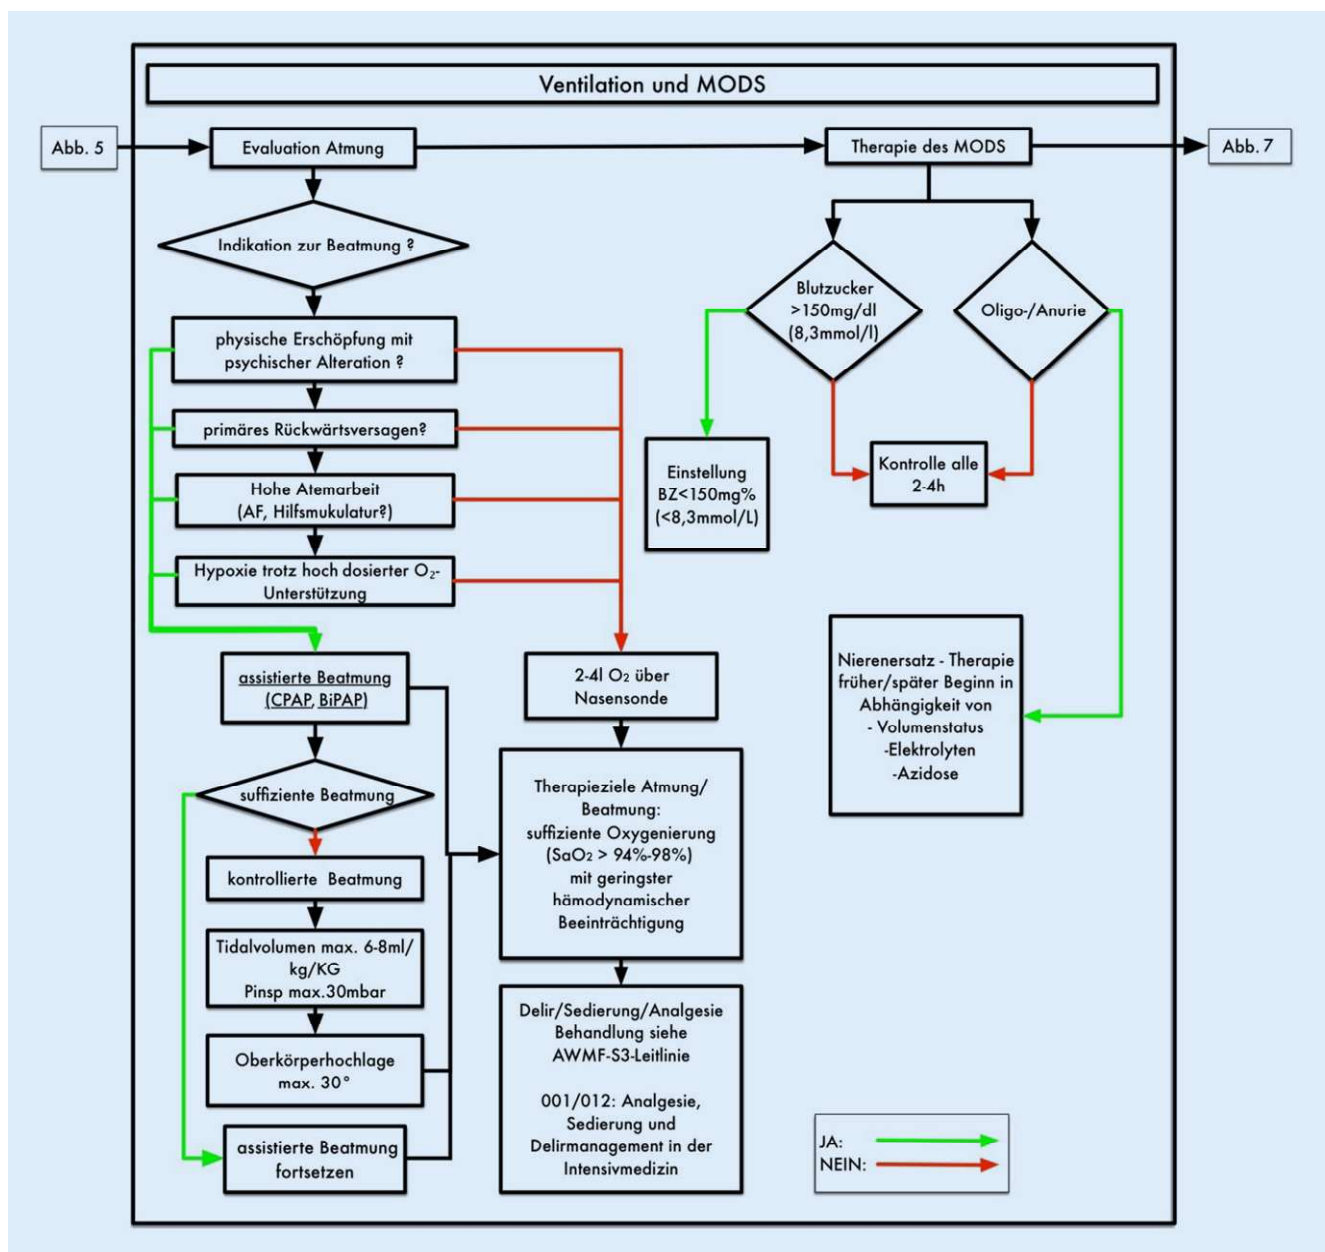 Ventilation und MODS
Abb. 5
Evaluation Atmung
Therapie des MODS
Abb. 7
Indikation zur Beatmung ?
physische Erschöpfung mit
psychischer Alteration ?
primäres Rückwärtsversagen?
Hohe Atemarbeit
(AF, Hilfsmukulatur?)
Hypoxie trotz hoch dosierter O₂-
Unterstützung
assistierte Beatmung
(CPAP, BiPAP)
suffiziente Beatmung
kontrollierte Beatmung
Tidalvolumen max. 6-8ml/
kg/KG
Pinsp max.30mbar
Oberkörperhochlage
max. 30°
assistierte Beatmung
fortsetzen
2-4l O₂ über
Nasensonde
Therapieziele Atmung/
Beatmung:
suffiziente Oxygenierung
(SaO₂ > 94%-98%)
mit geringster
hämodynamischer
Beeinträchtigung
Delir/Sedierung/Analgesie
Behandlung siehe
AWMF-S3-Leitlinie
001/012: Analgesie,
Sedierung und
Delirmanagement in der
Intensivmedizin
Blutzucker
>150mg/dl
(8,3mmol/l)
Oligo-/Anurie
Einstellung
BZ<150mg%
(<8,3mmol/L)
Kontrolle alle
2-4h
Nierenersatz - Therapie
früher/später Beginn in
Abhängigkeit von
- Volumenstatus
-Elektrolyten
-Azidose
JA:
NEIN: